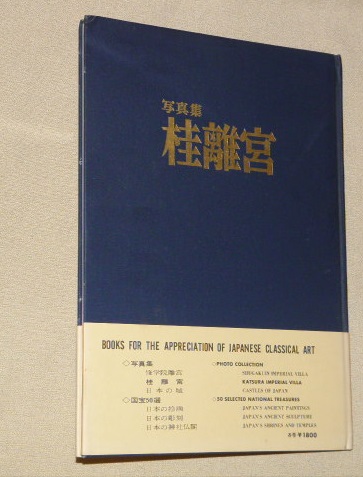 写真集
桂離宮
BOOKS FOR THE APPRECIATION OF JAPANESE CLASSICAL ART
◇写真集
修学院離宮
桂離宮
日本の城
◇国宝50選
日本の絵画
日本の彫刻
日本の神社仏閣
◇PHOTO COLLECTION
SHUGAKUIN IMPERIAL VILLA
KATSURA IMPERIAL VILLA
CASTLES OF JAPAN
◇50 SELECTED NATIONAL TREASURES
JAPAN'S ANCIENT PAINTINGS
JAPAN'S ANCIENT SCULPTURE
JAPAN'S SHRINES AND TEMPLES
¥1800